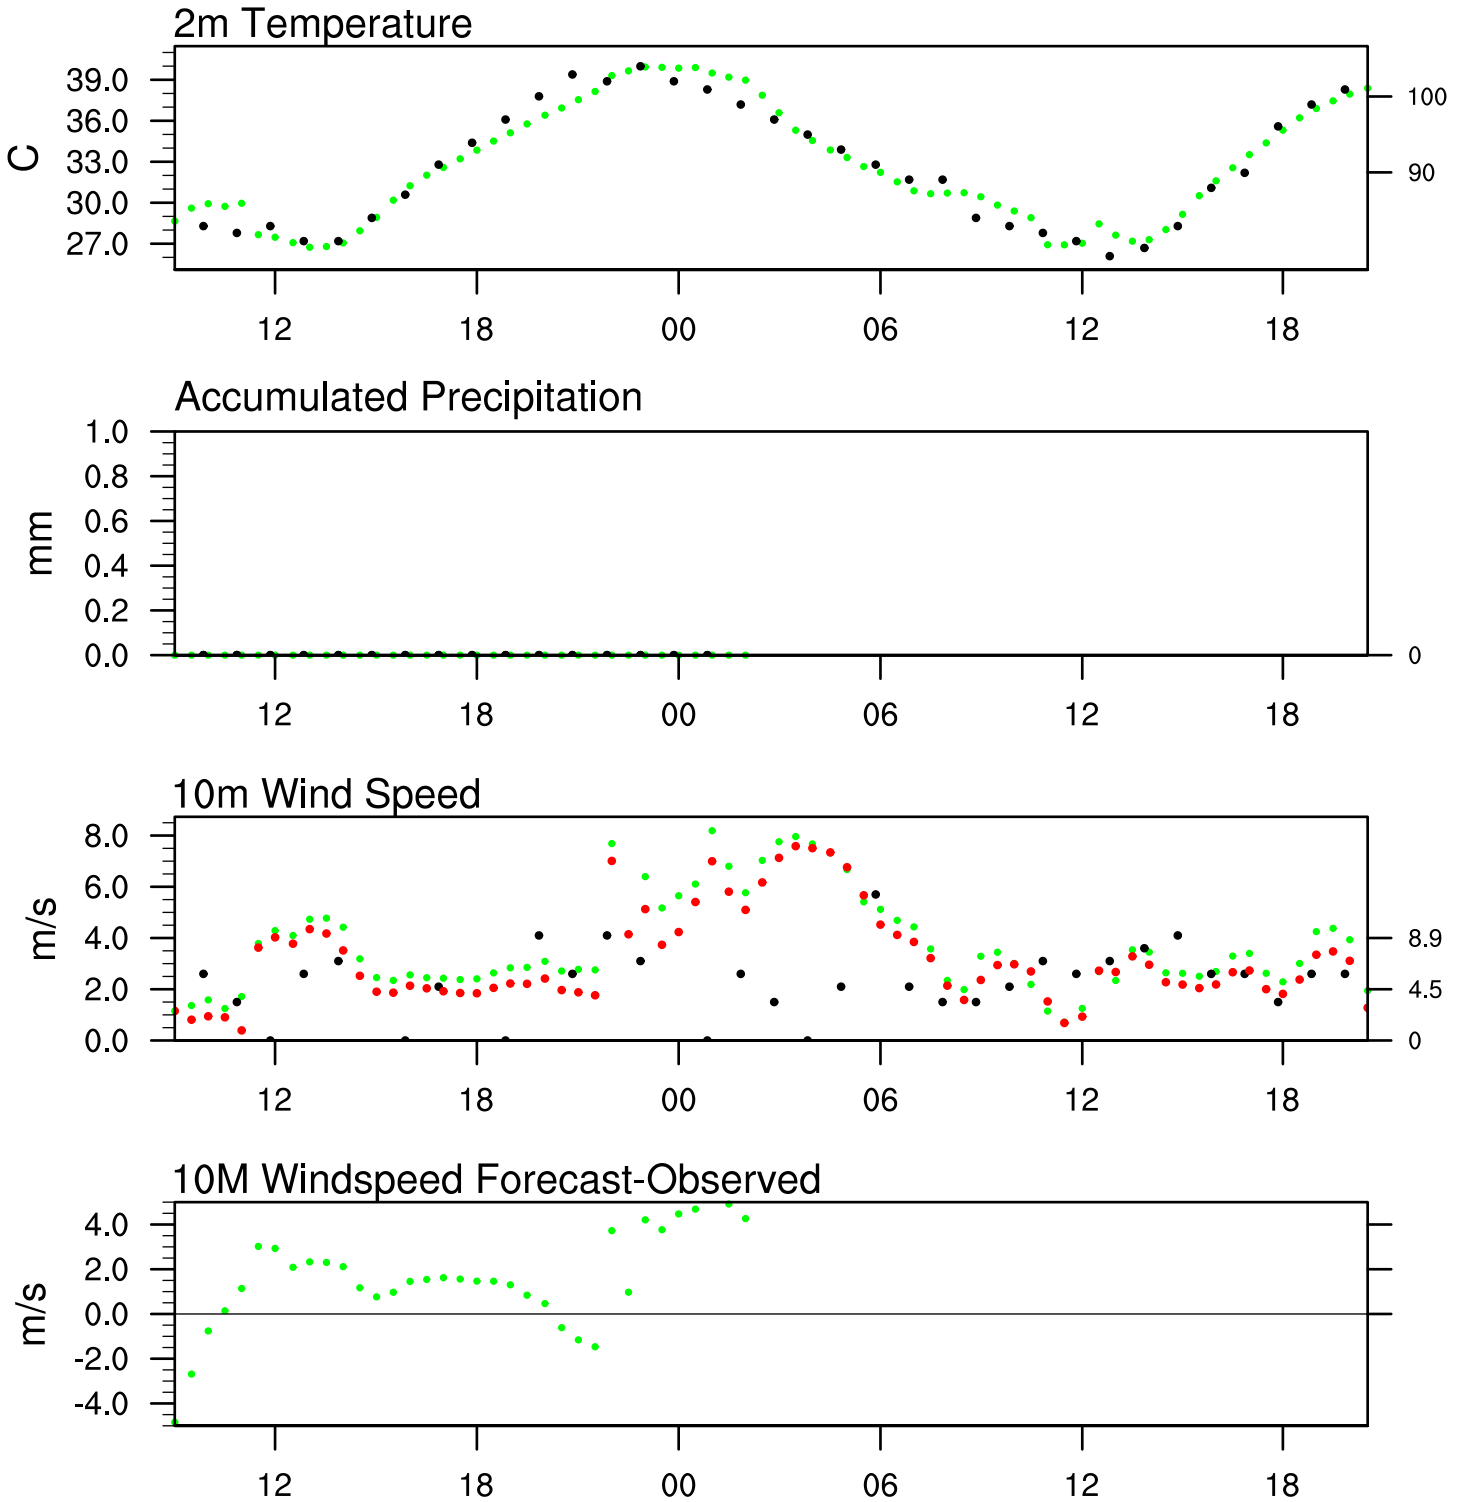 2m Temperature
39.0
36.0
33.0
30.0
27.0
C
100
90
12 18 00 06 12 18
Accumulated Precipitation
1.0
0.8
0.6
0.4
0.2
0.0
mm
0
12 18 00 06 12 18
10m Wind Speed
8.0
6.0
4.0
2.0
0.0
m/s
8.9
4.5
0
12 18 00 06 12 18
10M Windspeed Forecast-Observed
4.0
2.0
0.0
-2.0
-4.0
m/s
12 18 00 06 12 18